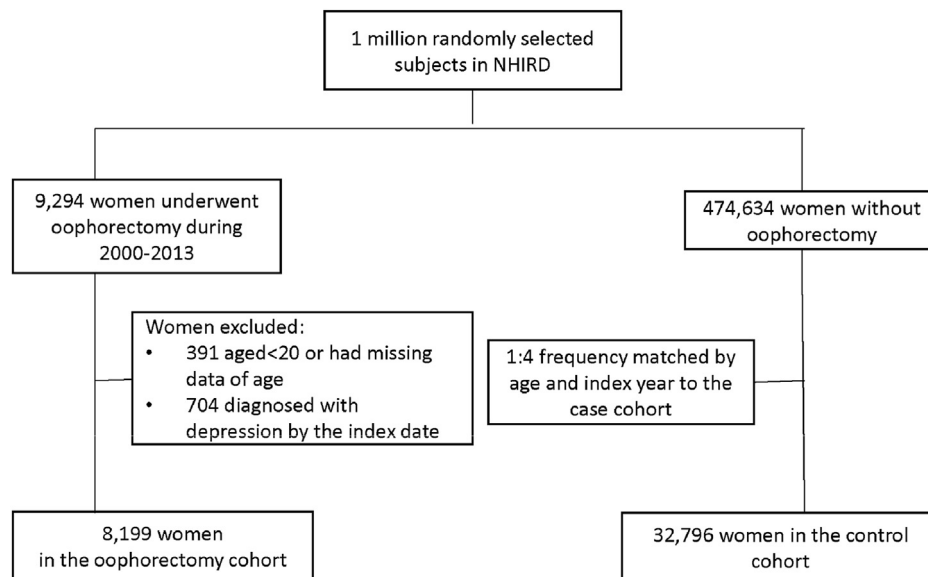 1 million randomly selected
subjects in NHIRD
9,294 women underwent
oophorectomy during
2000-2013
474,634 women without
oophorectomy
Women excluded:
• 391 aged<20 or had missing
data of age
• 704 diagnosed with
depression by the index date
1:4 frequency matched by
age and index year to the
case cohort
8,199 women
in the oophorectomy cohort
32,796 women in the control
cohort